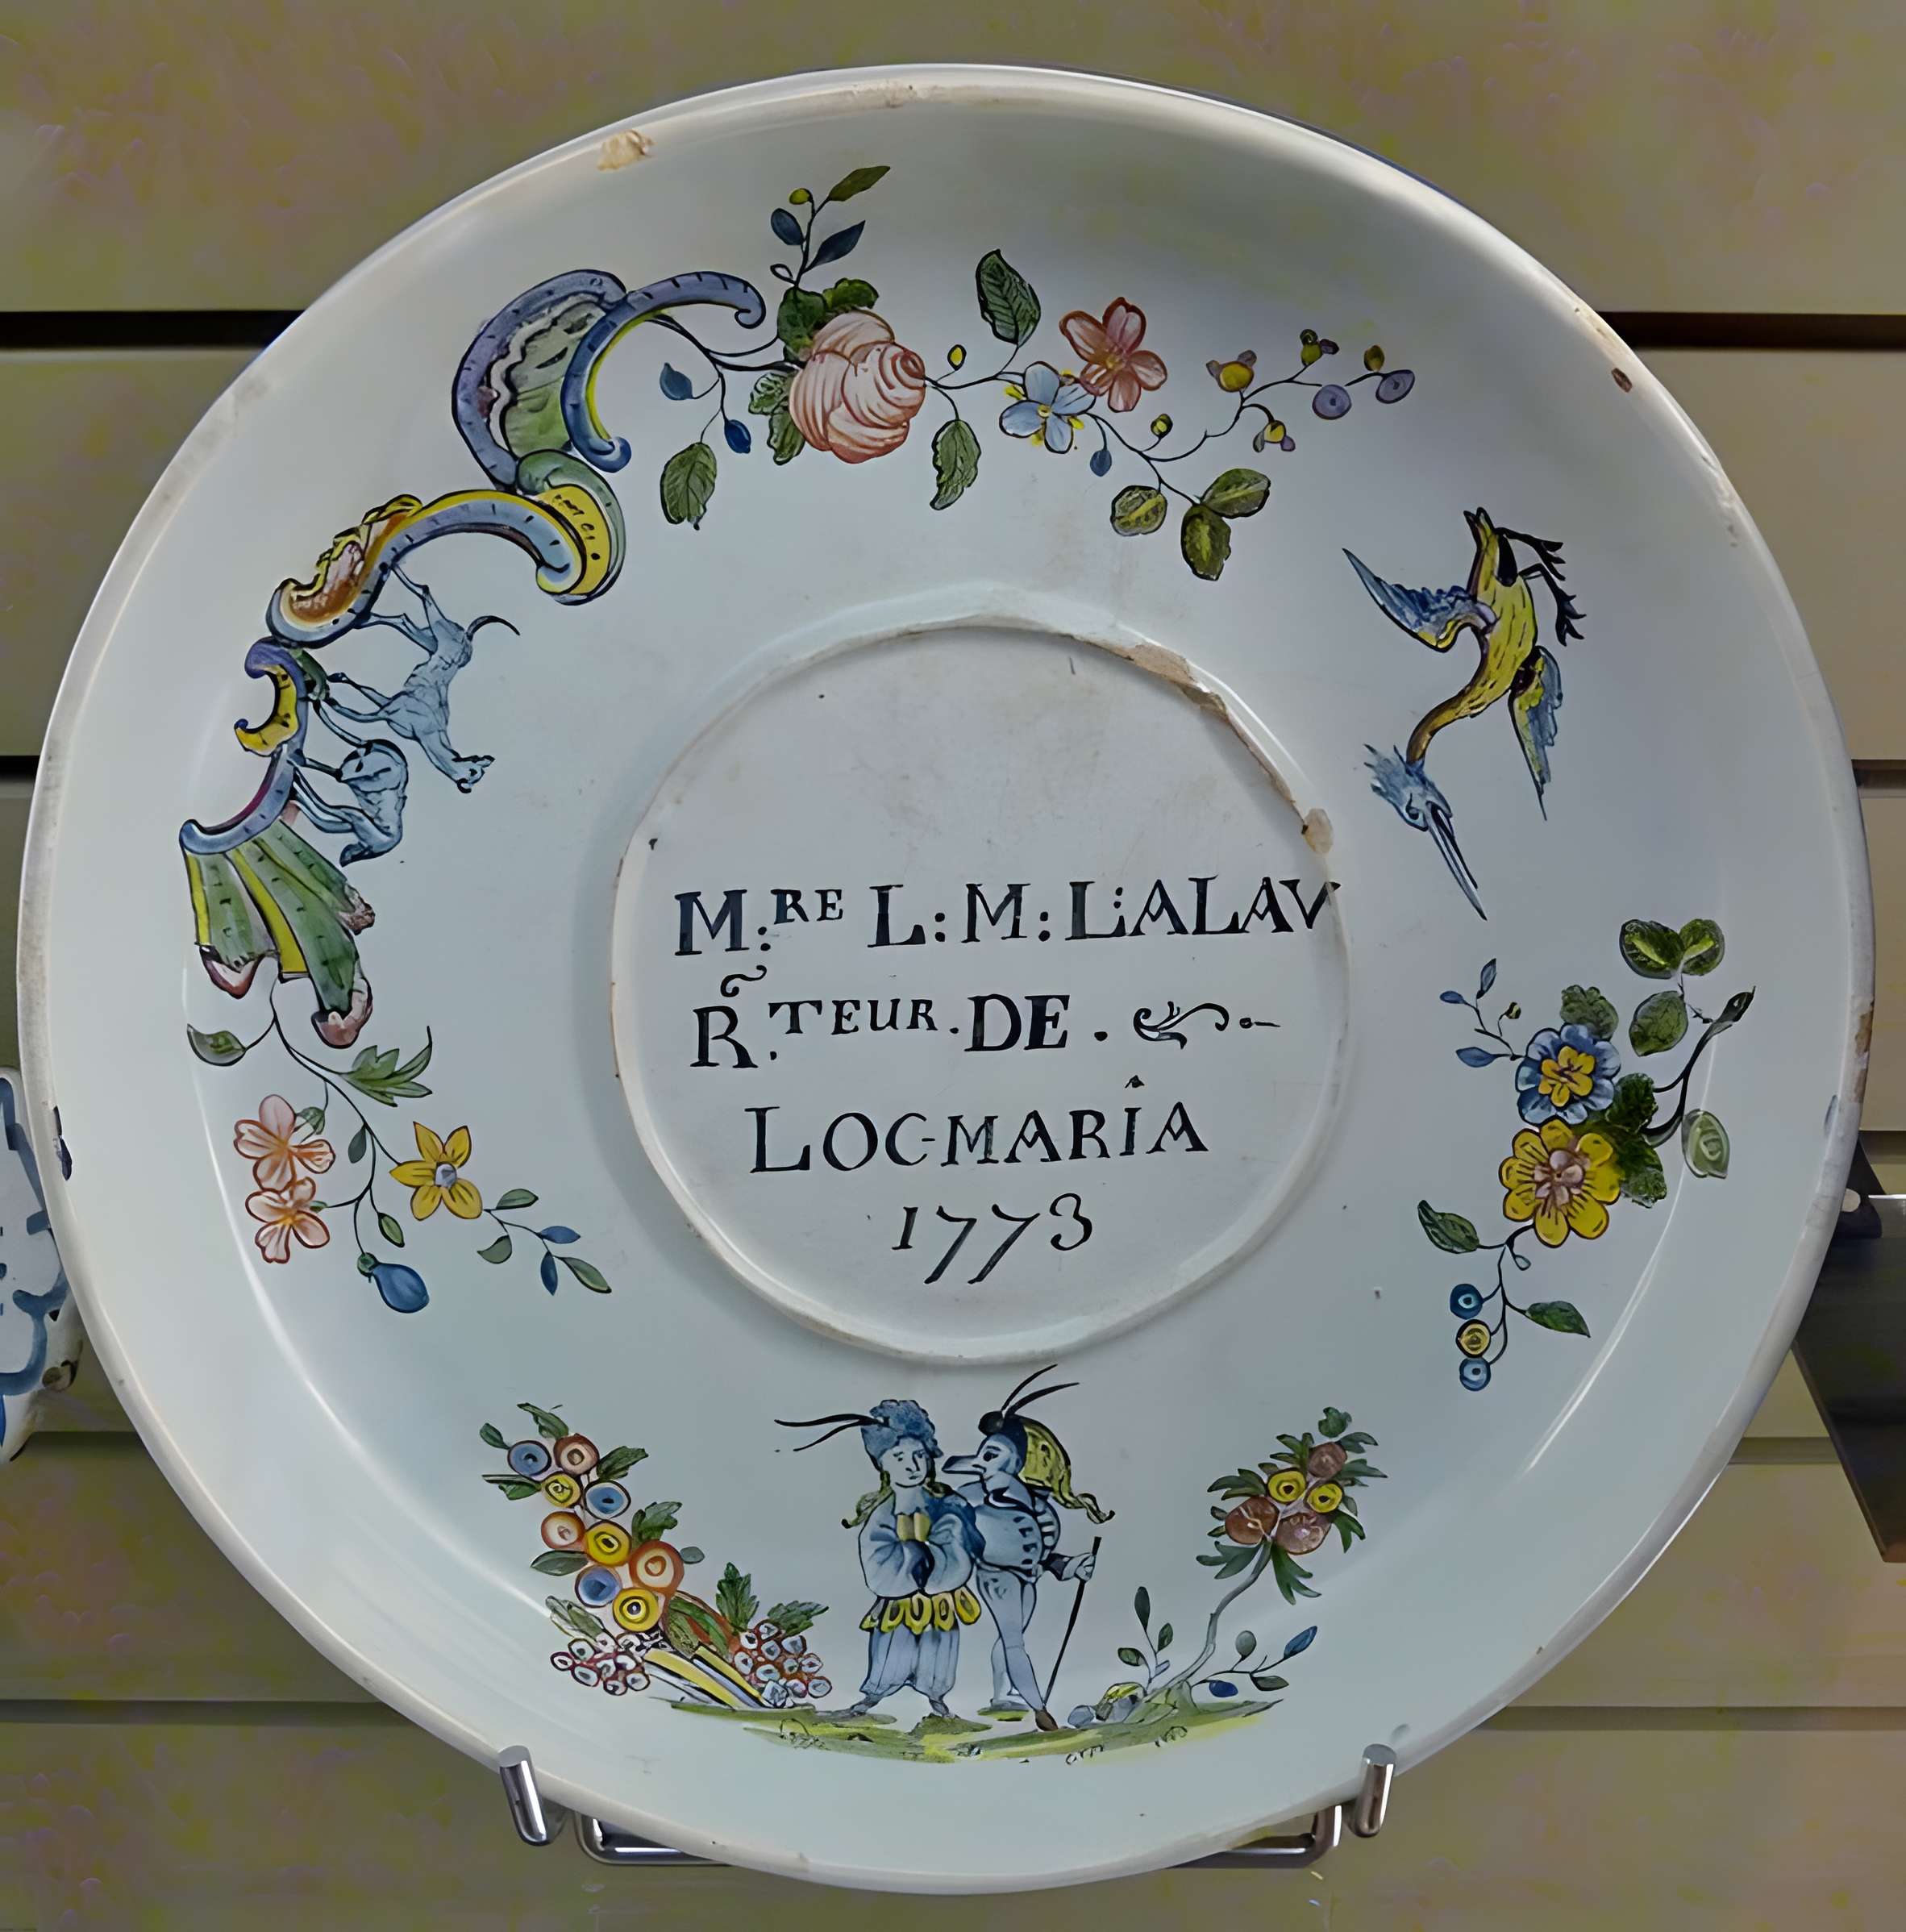 M:RE L:M:L:ALAV
R.TEUR.DE.
LOC-MARIA
1773